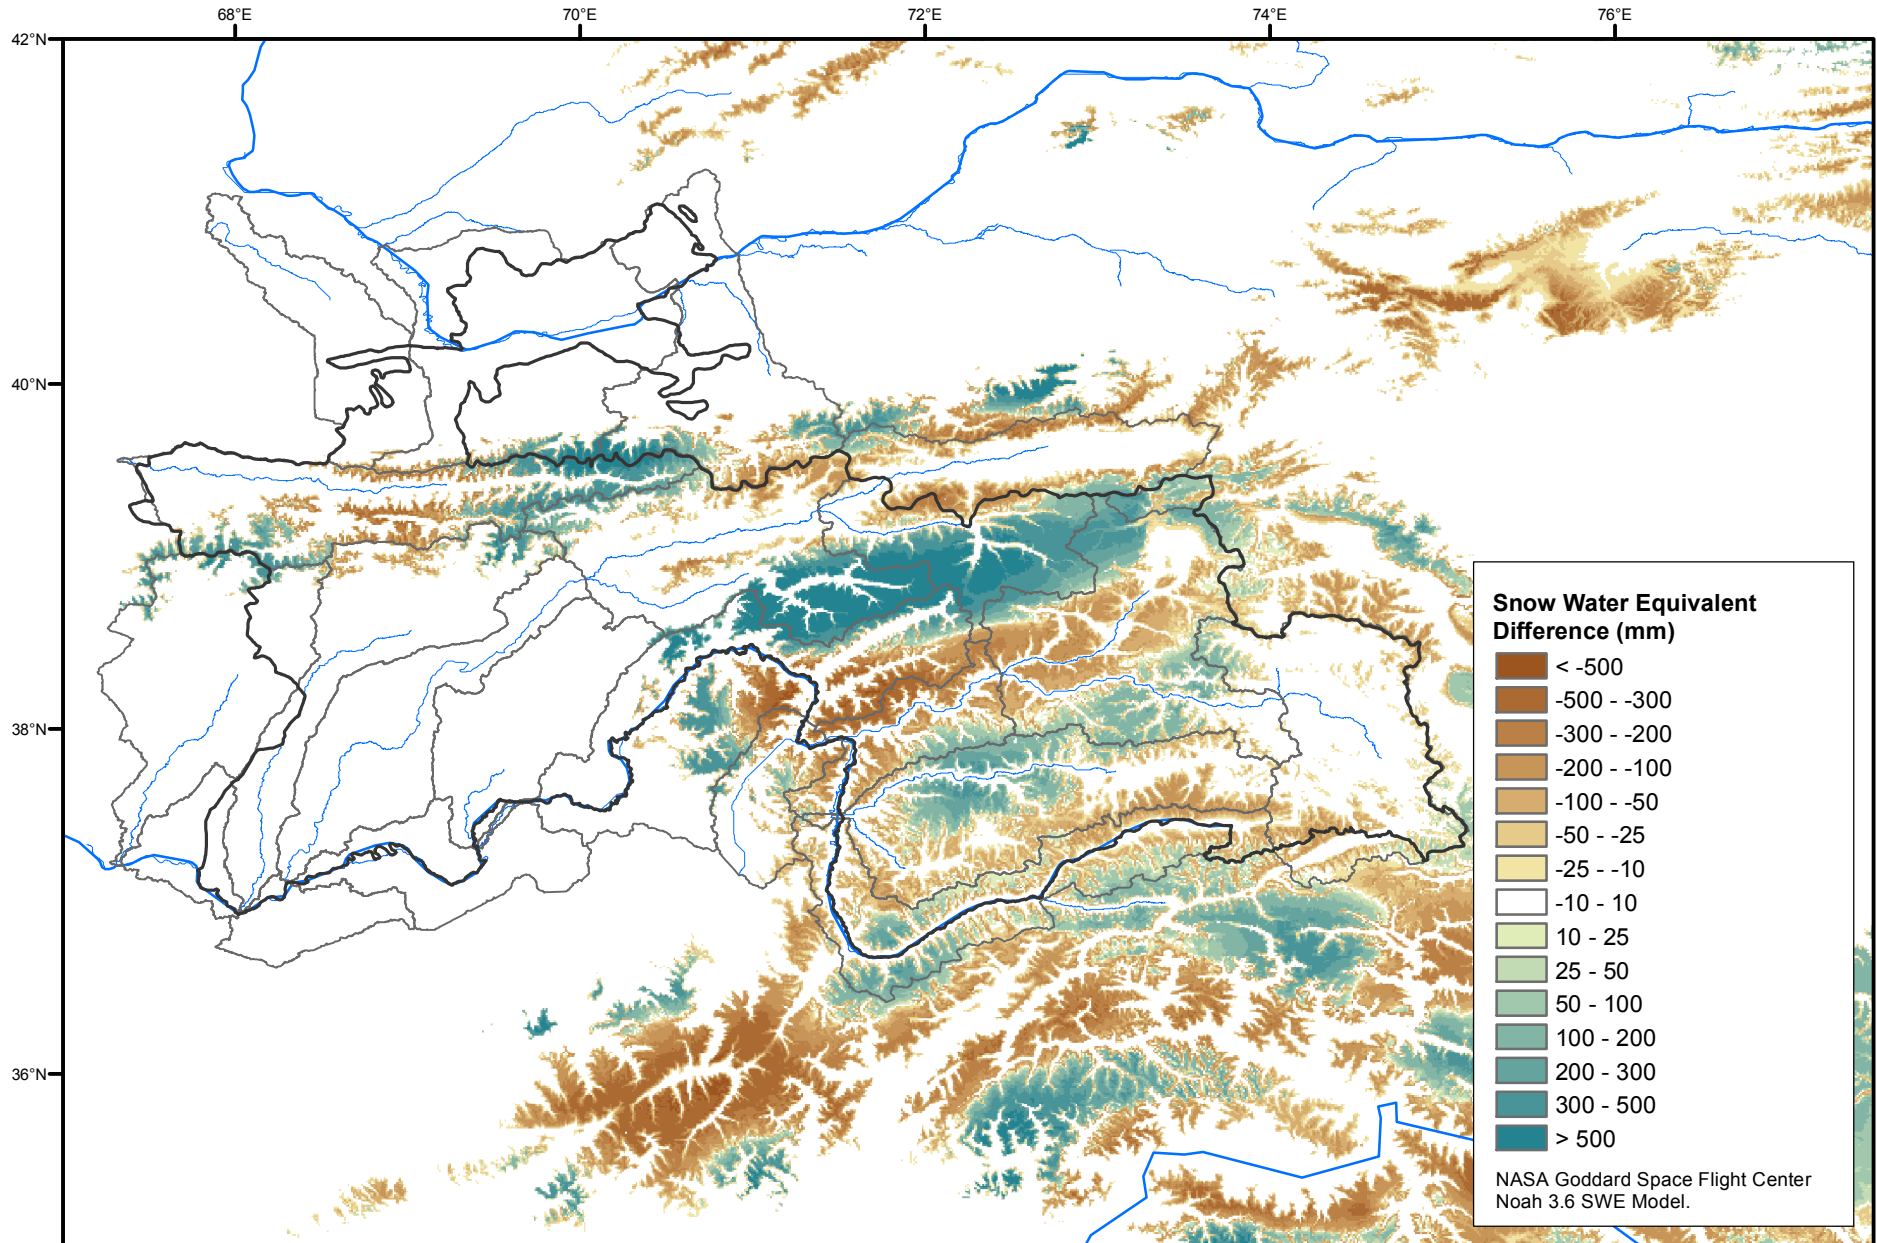 68°E 70°E 72°E 74°E 76°E
42°N
40°N
38°N
36°N
Snow Water Equivalent
Difference (mm)
< -500
-500 - -300
-300 - -200
-200 - -100
-100 - -50
-50 - -25
-25 - -10
-10 - 10
10 - 25
25 - 50
50 - 100
100 - 200
200 - 300
300 - 500
> 500
NASA Goddard Space Flight Center
Noah 3.6 SWE Model.